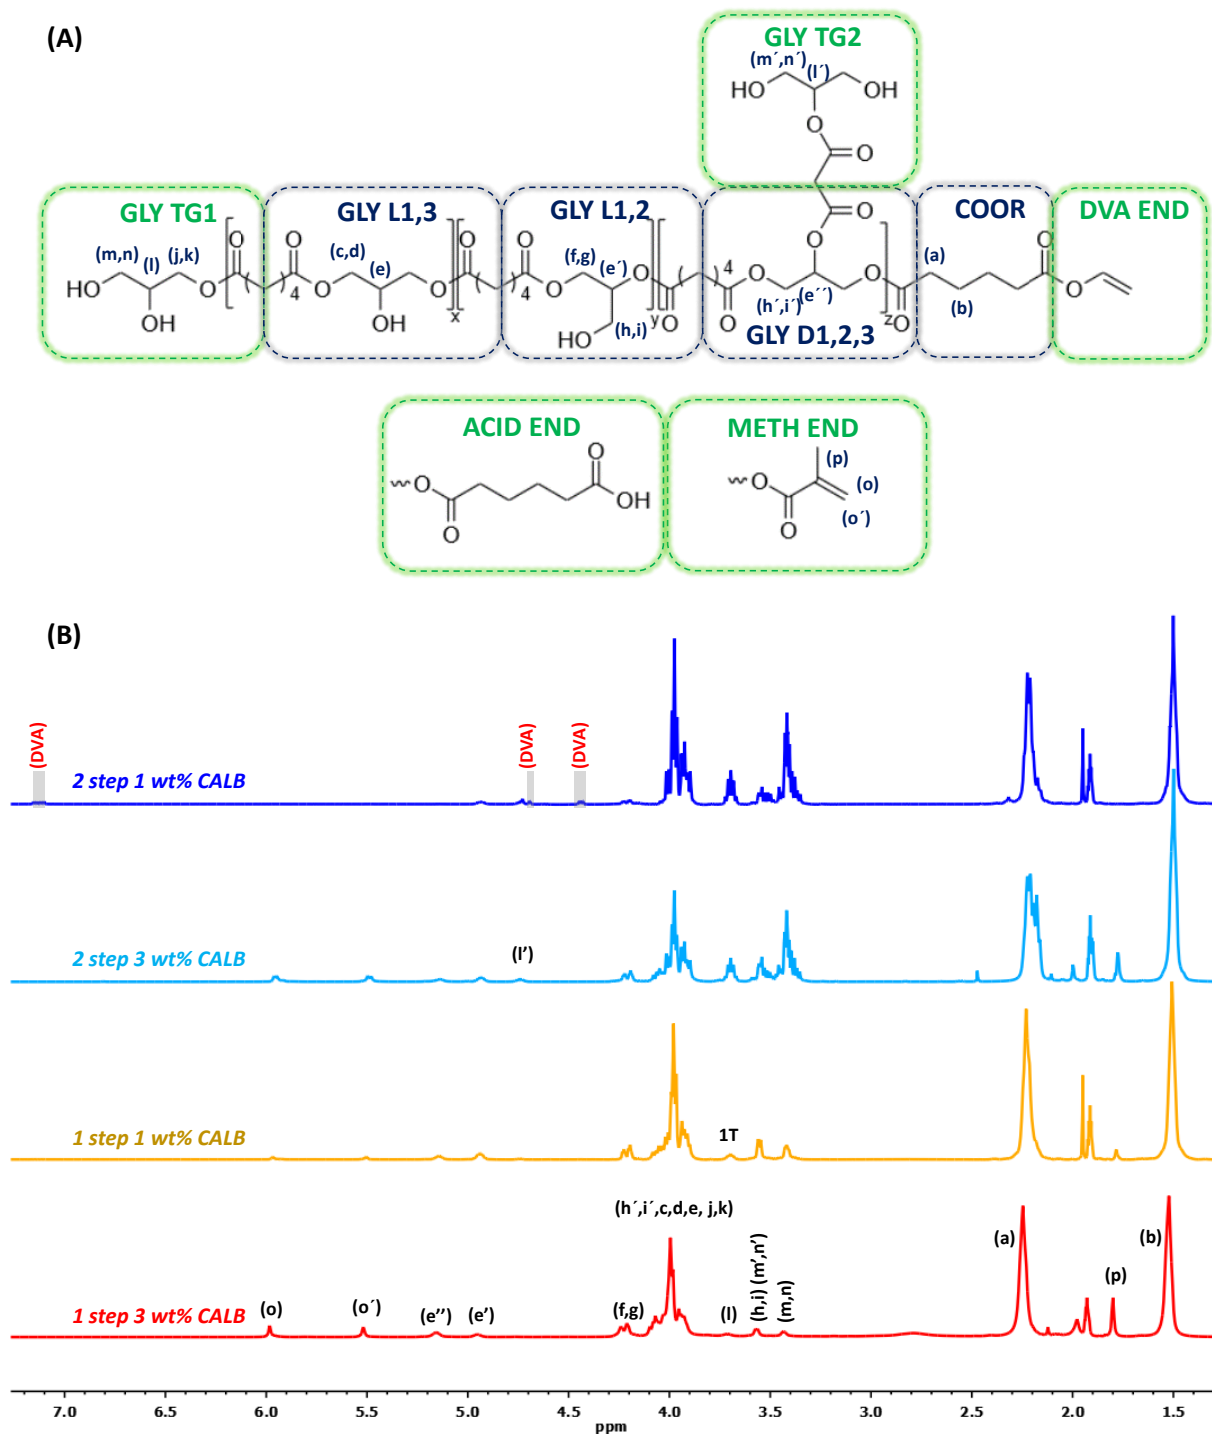 (A)
GLY TG2
(m´,n´)
(l´)
HO
OH
O
O
GLY TG1
GLY L1,3
GLY L1,2
O
COOR
DVA END
(m,n)
(l)
(j,k)
O
(c,d)
(e)
O
O
(f,g)
(e´)
O
(a)
O
HO
O
4
O
O
4
O
O
4
O
O
O
OH
OH
x
HO
(h,i)
y
O
O
(h´,i´)
(e´´)
z
O
(b)
GLY D1,2,3
ACID END
METH END
O
(p)
O
OH
O
(o)
O
O
(o´)
(B)
(DVA)
(DVA)
(DVA)
2 step 1 wt% CALB
2 step 3 wt% CALB
(l’)
1 step 1 wt% CALB
1T
(h´,i´,c,d,e, j,k)
1 step 3 wt% CALB
(o)
(o´)
(e’’)
(e’)
(f,g)
(l)
(h,i) (m’,n’)
(m,n)
(a)
(p)
(b)
7.0 6.5 6.0 5.5 5.0 4.5 4.0 3.5 3.0 2.5 2.0 1.5
ppm